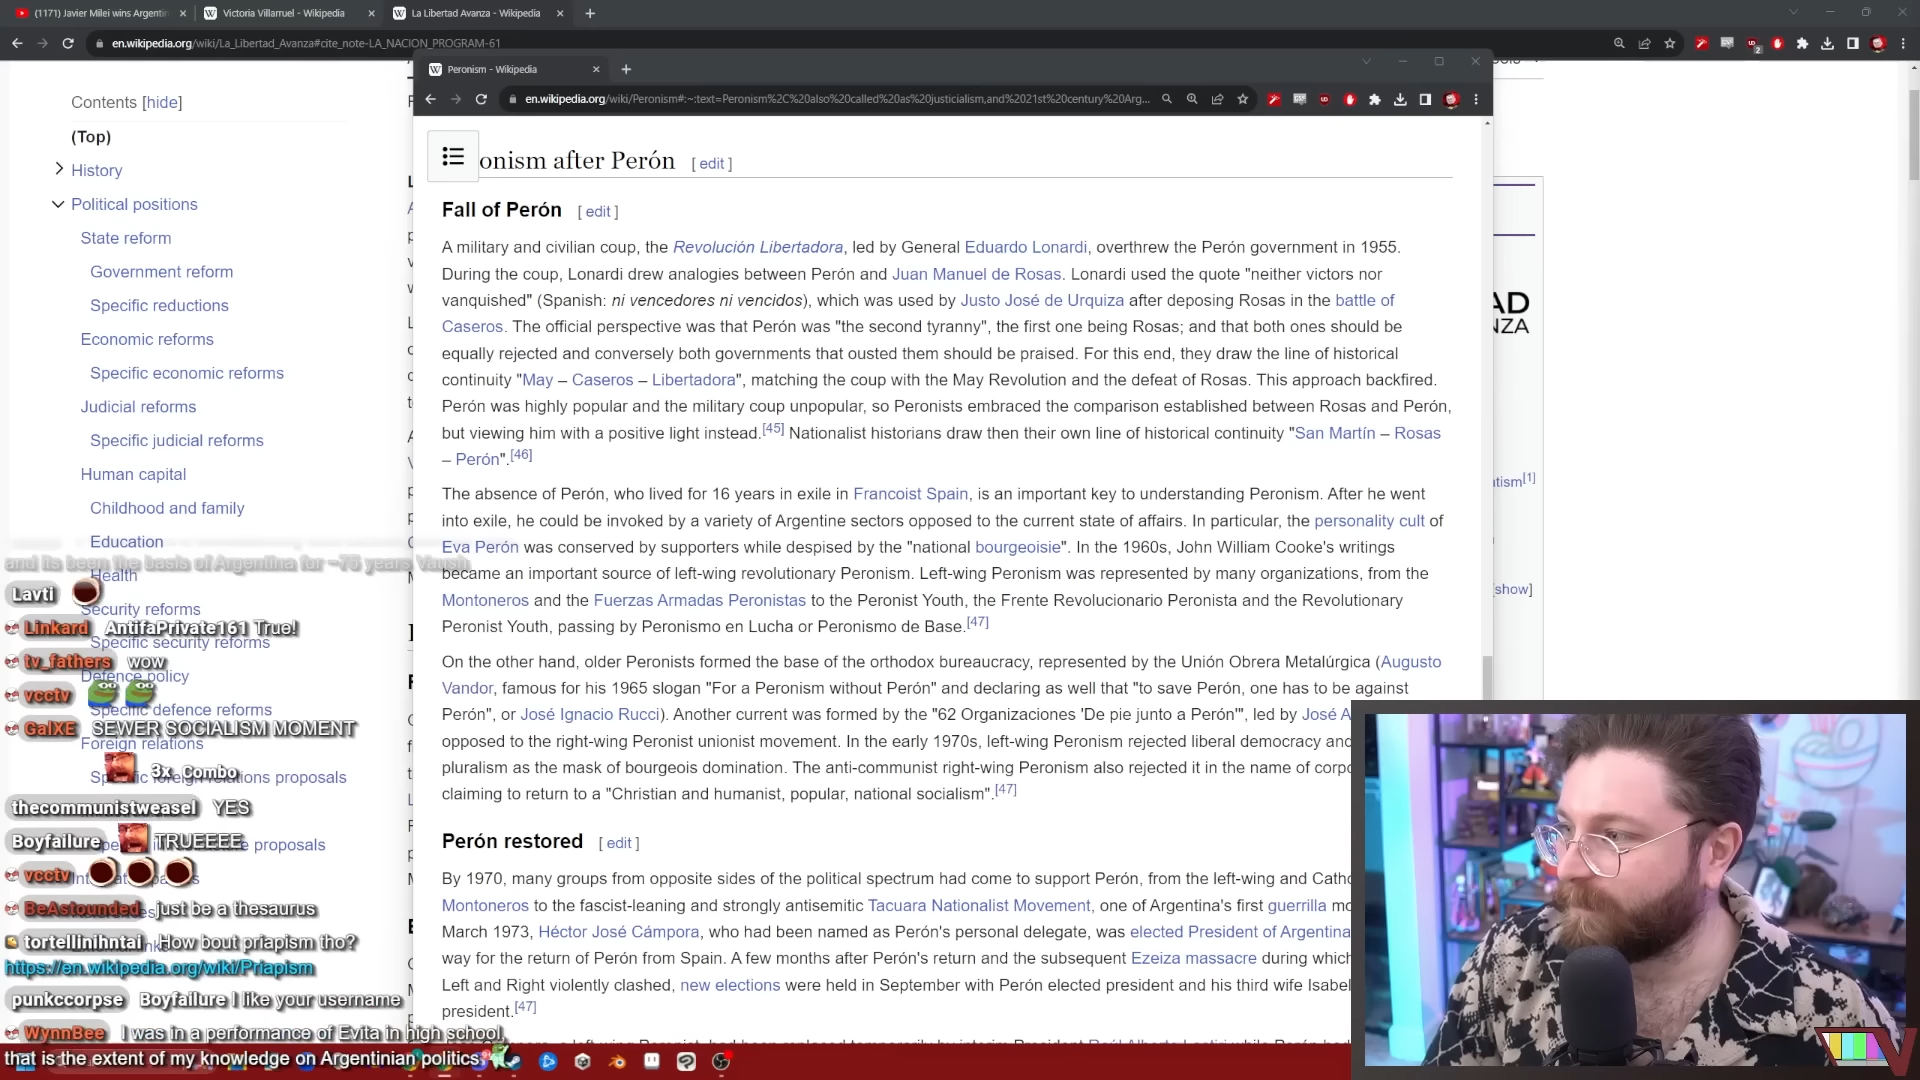 (1171) Javier Milei wins Argentin
Victoria Villarruel - Wikipedia
La Libertad Avanza - Wikipedia
en.wikipedia.org/wiki/La_Libertad_Avanza#cite_note-LA_NACION_PROGRAM-61
Peronism - Wikipedia
en.wikipedia.org/wiki/Peronism#:~:text=Peronism%2C%20also%20called%20as%20justicialism,and%2021st%20century%20Arg...
Contents [hide]
(Top)
History
Political positions
State reform
Government reform
Specific reductions
Economic reforms
Specific economic reforms
Judicial reforms
Specific judicial reforms
Human capital
Childhood and family
Education
Health
Security reforms
Specific security reforms
Defence policy
Specific defence reforms
Foreign relations
Specific foreign relations proposals
e proposals
onism after Perón [ edit ]
Fall of Perón [ edit ]
A military and civilian coup, the Revolución Libertadora, led by General Eduardo Lonardi, overthrew the Perón government in 1955.
During the coup, Lonardi drew analogies between Perón and Juan Manuel de Rosas. Lonardi used the quote "neither victors nor
vanquished" (Spanish: ni vencedores ni vencidos), which was used by Justo José de Urquiza after deposing Rosas in the battle of
Caseros. The official perspective was that Perón was "the second tyranny", the first one being Rosas; and that both ones should be
equally rejected and conversely both governments that ousted them should be praised. For this end, they draw the line of historical
continuity "May – Caseros – Libertadora", matching the coup with the May Revolution and the defeat of Rosas. This approach backfired.
Perón was highly popular and the military coup unpopular, so Peronists embraced the comparison established between Rosas and Perón,
but viewing him with a positive light instead.[45] Nationalist historians draw then their own line of historical continuity "San Martín – Rosas
– Perón".[46]
The absence of Perón, who lived for 16 years in exile in Francoist Spain, is an important key to understanding Peronism. After he went
into exile, he could be invoked by a variety of Argentine sectors opposed to the current state of affairs. In particular, the personality cult of
Eva Perón was conserved by supporters while despised by the "national bourgeoisie". In the 1960s, John William Cooke's writings
became an important source of left-wing revolutionary Peronism. Left-wing Peronism was represented by many organizations, from the
Montoneros and the Fuerzas Armadas Peronistas to the Peronist Youth, the Frente Revolucionario Peronista and the Revolutionary
Peronist Youth, passing by Peronismo en Lucha or Peronismo de Base.[47]
On the other hand, older Peronists formed the base of the orthodox bureaucracy, represented by the Unión Obrera Metalúrgica (Augusto
Vandor, famous for his 1965 slogan "For a Peronism without Perón" and declaring as well that "to save Perón, one has to be against
Perón", or José Ignacio Rucci). Another current was formed by the "62 Organizaciones 'De pie junto a Perón'", led by José A
opposed to the right-wing Peronist unionist movement. In the early 1970s, left-wing Peronism rejected liberal democracy and
pluralism as the mask of bourgeois domination. The anti-communist right-wing Peronism also rejected it in the name of corpo
claiming to return to a "Christian and humanist, popular, national socialism".[47]
Perón restored [ edit ]
By 1970, many groups from opposite sides of the political spectrum had come to support Perón, from the left-wing and Catho
Montoneros to the fascist-leaning and strongly antisemitic Tacuara Nationalist Movement, one of Argentina's first guerrilla mo
March 1973, Héctor José Cámpora, who had been named as Perón's personal delegate, was elected President of Argentina
way for the return of Perón from Spain. A few months after Perón's return and the subsequent Ezeiza massacre during which
Left and Right violently clashed, new elections were held in September with Perón elected president and his third wife Isabel
president.[47]
AD
NZA
tism[1]
[show]
and its been the basis of Argentina for ~75 years Vaush
Lavti
Linkard AntifaPrivate161 True!
tv_fathers wow
vcctv
GalXE SEWER SOCIALISM MOMENT
3x Combo
thecommunistweasel YES
Boyfailure TRUEEEE
vcctv
BeAstounded just be a thesaurus
tortellinihntai How bout priapism tho?
https://en.wikipedia.org/wiki/Priapism
punkccorpse Boyfailure I like your username
WynnBee I was in a performance of Evita in high school,
that is the extent of my knowledge on Argentinian politics